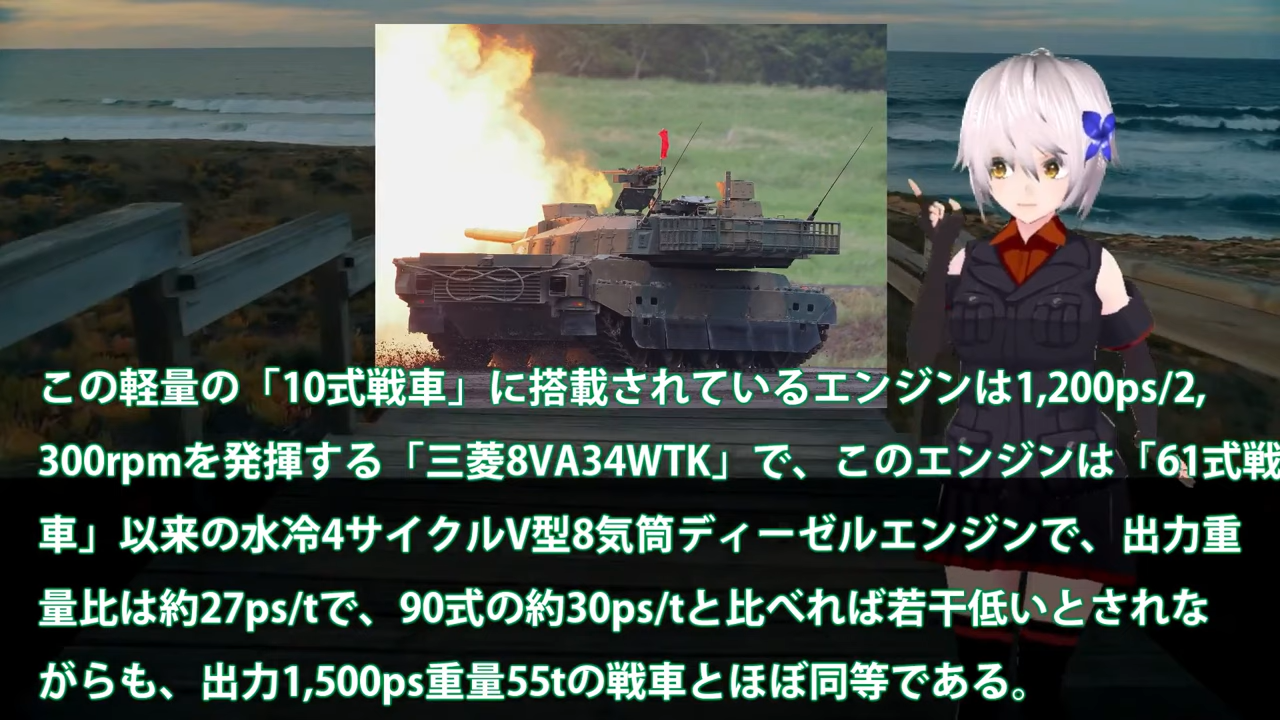 この軽量の「10式戦車」に搭載されているエンジンは1,200ps/2,
300rpmを発揮する「三菱8VA34WTK」で、このエンジンは「61式戦
車」以来の水冷4サイクルV型8気筒ディーゼルエンジンで、出力重
量比は約27ps/tで、90式の約30ps/tと比べれば若干低いとされな
がらも、出力1,500ps重量55tの戦車とほぼ同等である。